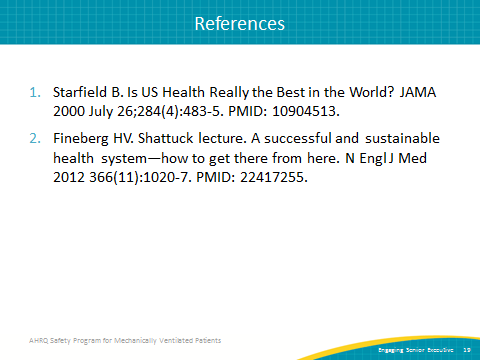 References
1. Starfield B. Is US Health Really the Best in the World? JAMA
2000 July 26;284(4):483-5. PMID: 10904513.
2. Fineberg HV. Shattuck lecture. A successful and sustainable
health system—how to get there from here. N Engl J Med
2012 366(11):1020-7. PMID: 22417255.
AHRQ Safety Program for Mechanically Ventilated Patients
Engaging Senior Executive 19